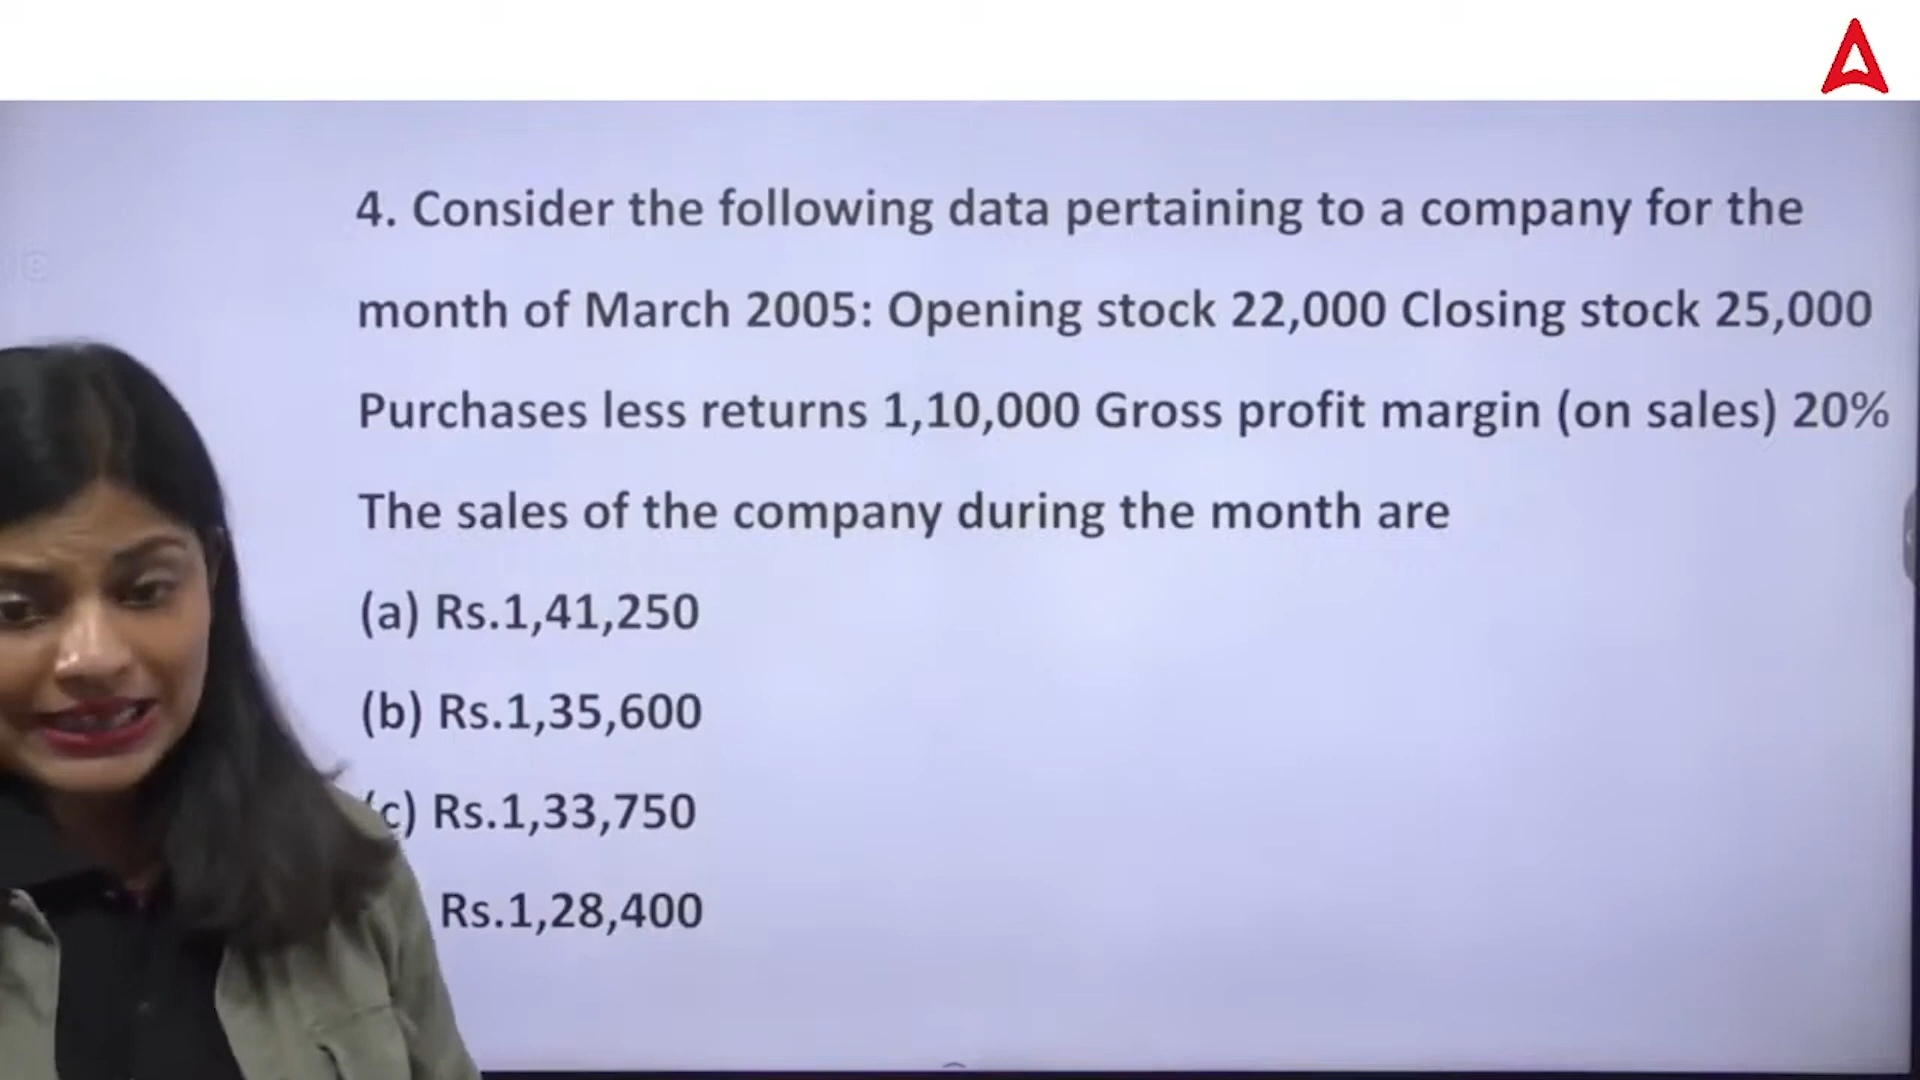 4. Consider the following data pertaining to a company for the
month of March 2005: Opening stock 22,000 Closing stock 25,000
Purchases less returns 1,10,000 Gross profit margin (on sales) 20%
The sales of the company during the month are
(a) Rs.1,41,250
(b) Rs.1,35,600
(c) Rs.1,33,750
Rs.1,28,400